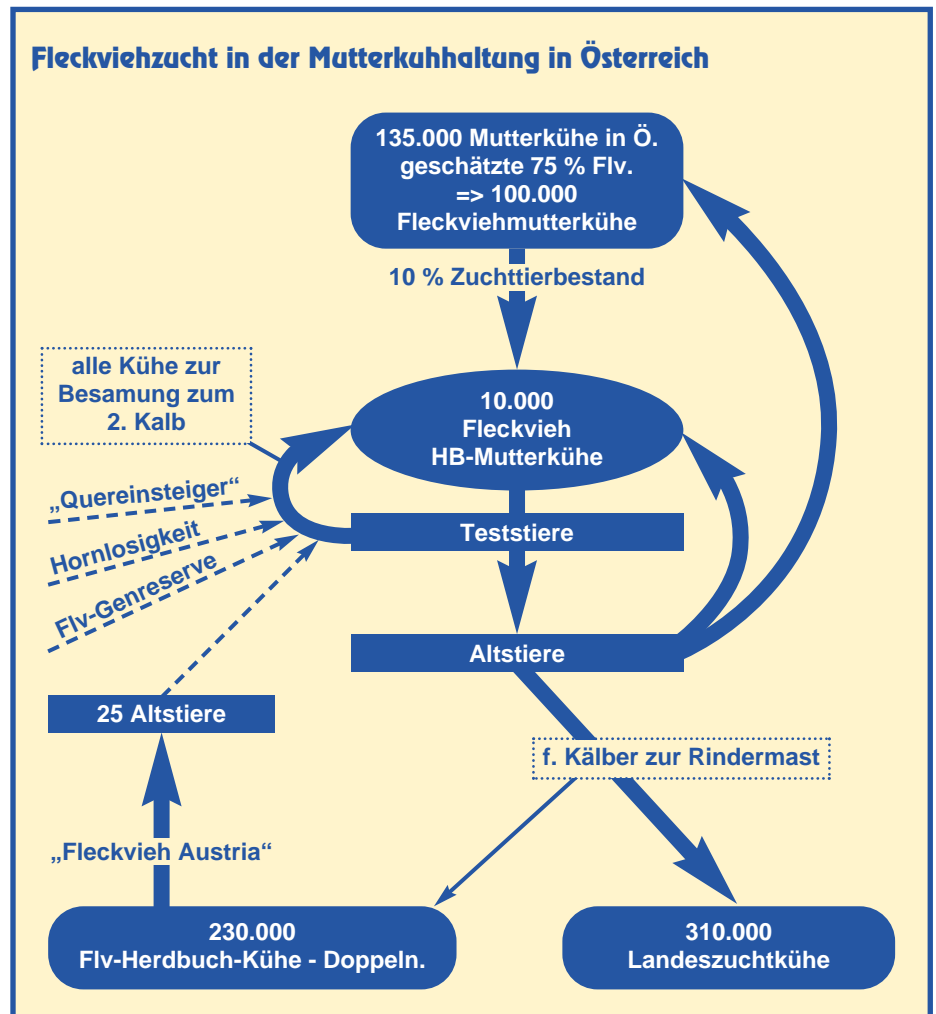 Fleckviehzucht in der Mutterkuhhaltung in Österreich
135.000 Mutterkühe in Ö.
geschätzte 75 % Flv.
=> 100.000
Fleckviehmutterkühe
10 % Zuchttierbestand
alle Kühe zur
Besamung zum
2. Kalb
10.000
Fleckvieh
HB-Mutterkühe
„Quereinsteiger“
Hornlosigkeit
Flv-Genreserve
Teststiere
Altstiere
25 Altstiere
f. Kälber zur Rindermast
„Fleckvieh Austria“
230.000
Flv-Herdbuch-Kühe - Doppeln.
310.000
Landeszuchtkühe